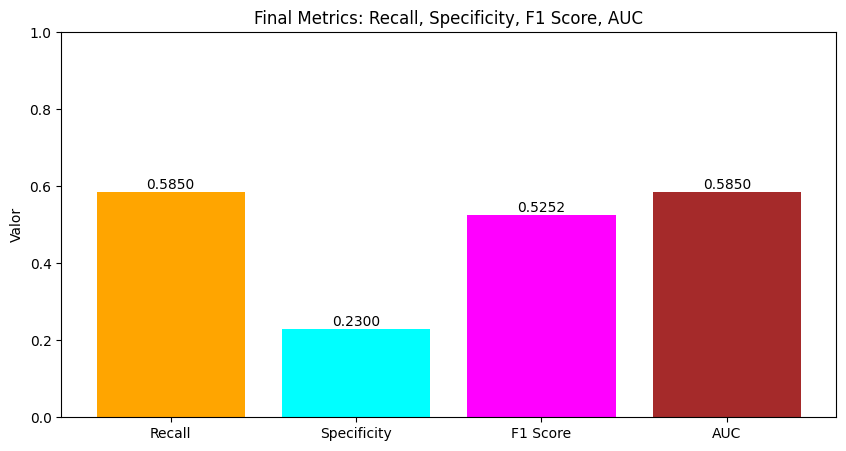 Final Metrics: Recall, Specificity, F1 Score, AUC
Valor
1.0
0.8
0.6
0.4
0.2
0.0
0.5850
0.2300
0.5252
0.5850
Recall
Specificity
F1 Score
AUC